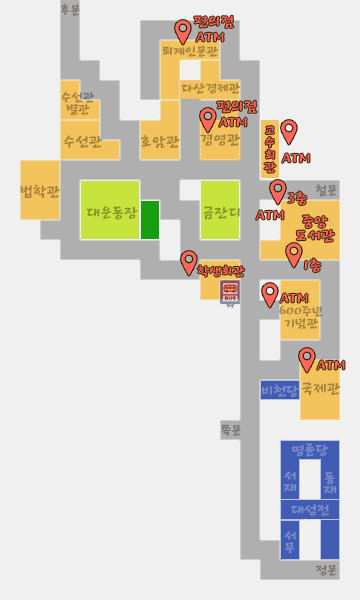 후문
편의점
ATM
퇴계인문관
다산경제관
수선관
별관
편의점
ATM
수선관
호암관
경영관
교수회관
ATM
법학관
철문
3층
ATM
대운동장
금잔디
중앙
도서관
학생회관
1층
BUS
ATM
600주년
기념관
ATM
비천당
국제관
쪽문
명륜당
서재
동재
대성전
서무
정문